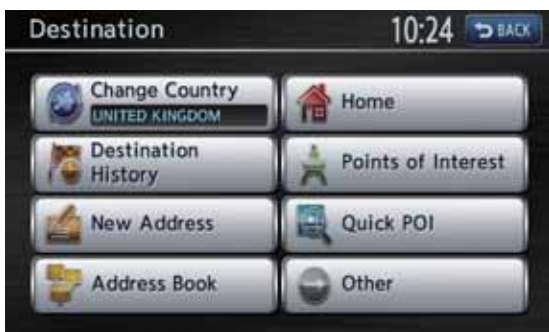 Destination
10:24
BACK
Change Country
UNITED KINGDOM
Home
Destination
History
Points of Interest
New Address
Quick POI
Address Book
Other